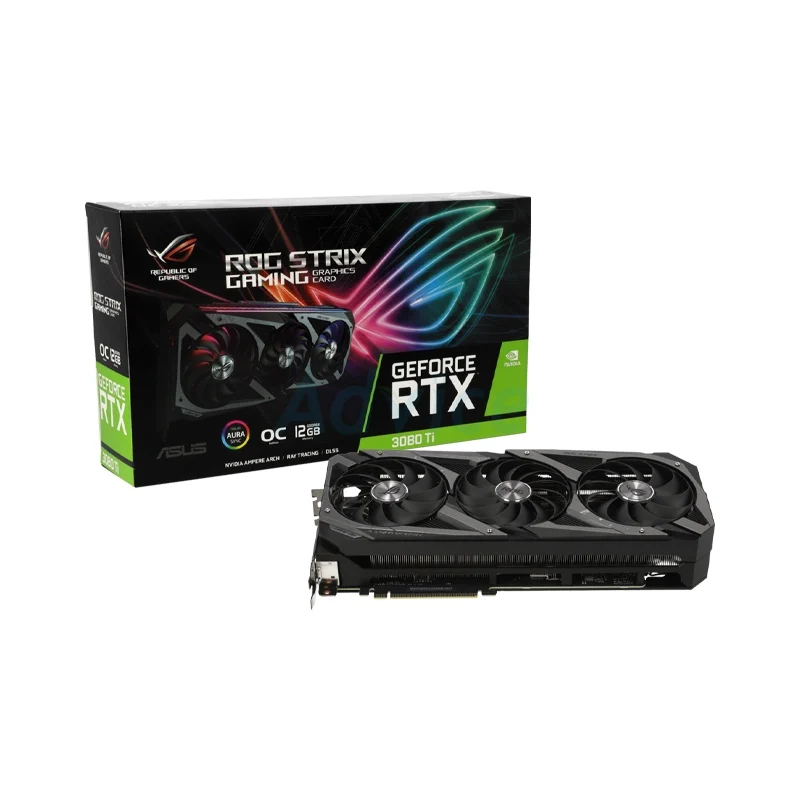 REPUBLIC OF
GAMERS
ROG STRIX
GAMING GRAPHICS
CARD
ROG STRIX
GAMING
OC 12GB
GEFORCE
RTX
3080 Ti
GEFORCE
RTX
3080 Ti
NVIDIA
ASUS
AURA
SYNC
OC
12GB
NVIDIA AMPERE ARCH / RAY TRACING / DLSS
Advice